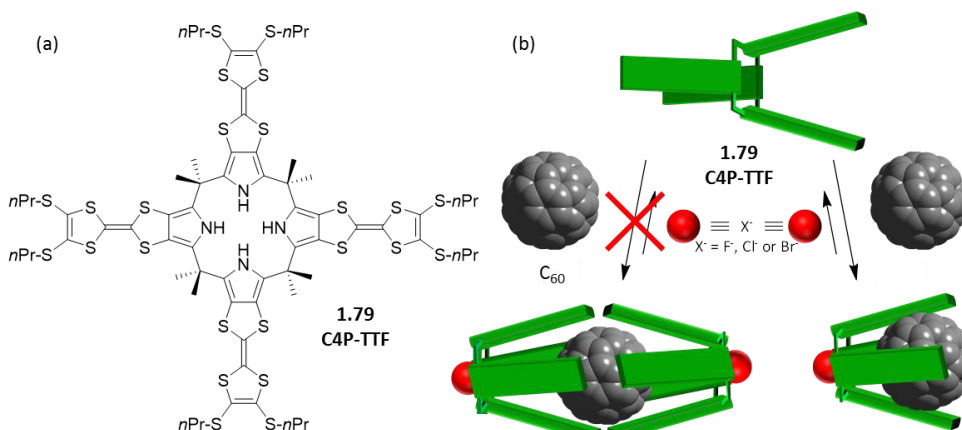 (a)
nPr-S S-nPr
S S
S S
NH
nPr-S S S S-nPr
S S
NH HN
S S
nPr-S S S S-nPr
H
N
S S
S S
nPr-S S-nPr
1.79
C4P-TTF
(b)
1.79
C4P-TTF
C60
≡ X- ≡
X- = F-, Cl- or Br-